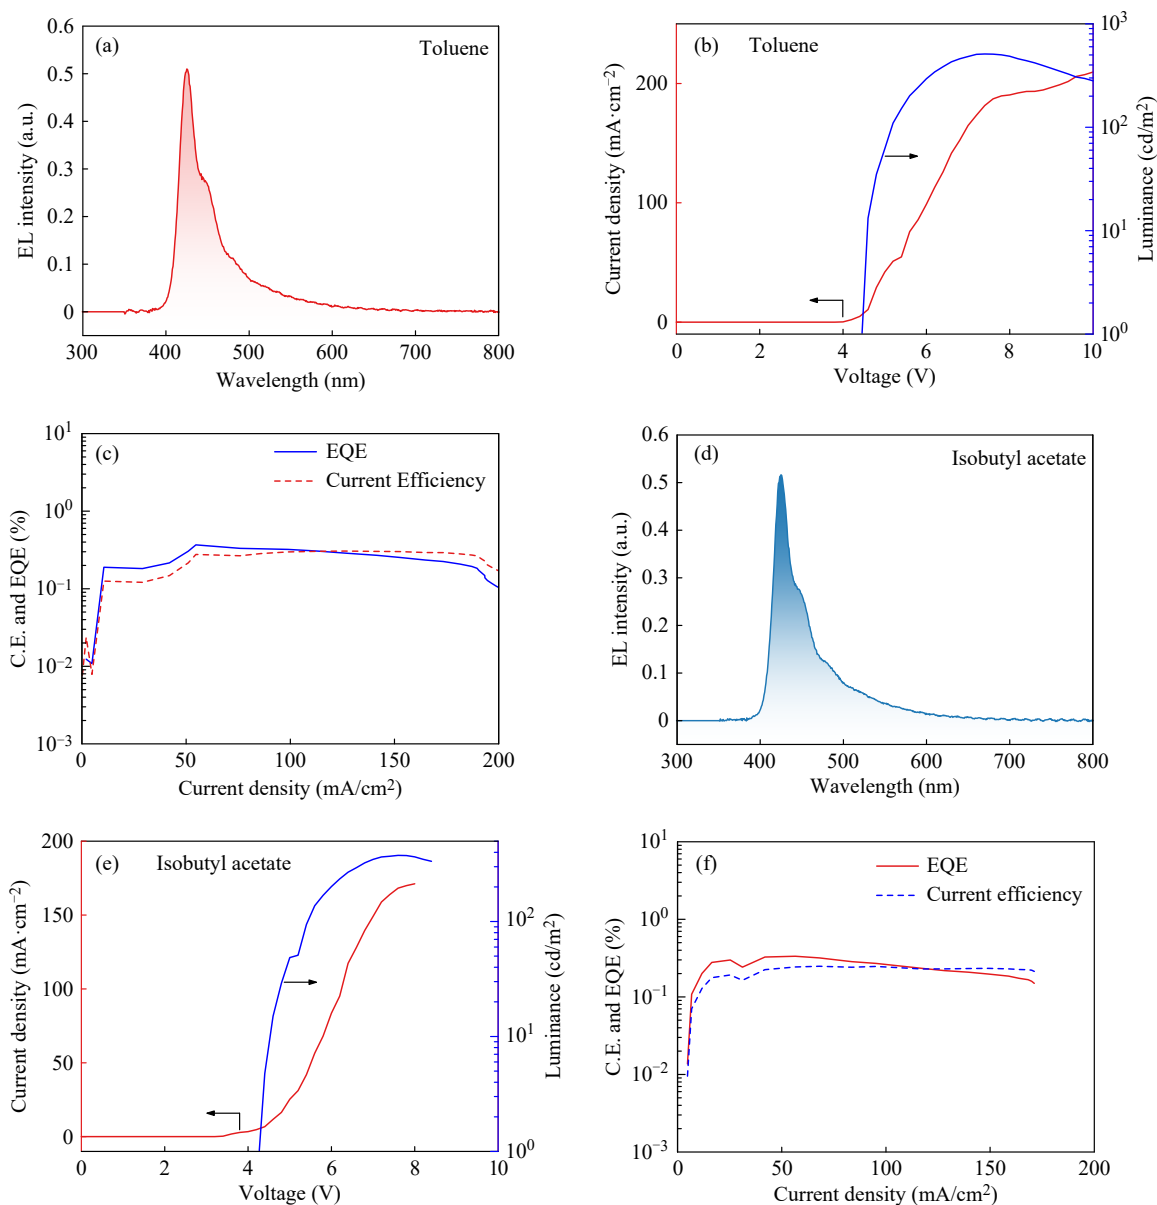 (a)
Toluene
EL intensity (a.u.)
0.6
0.5
0.4
0.3
0.2
0.1
0
300 400 500 600 700 800
Wavelength (nm)
(b) Toluene
Current density (mA·cm⁻²)
200
100
0
10³
10²
10¹
10⁰
Luminance (cd/m²)
0 2 4 6 8 10
Voltage (V)
(c)
EQE
Current Efficiency
C.E. and EQE (%)
10¹
10⁰
10⁻¹
10⁻²
10⁻³
0 50 100 150 200
Current density (mA/cm²)
(d)
Isobutyl acetate
EL intensity (a.u.)
0.6
0.5
0.4
0.3
0.2
0.1
0
300 400 500 600 700 800
Wavelength (nm)
(e) Isobutyl acetate
Current density (mA·cm⁻²)
200
150
100
50
0
10²
10¹
10⁰
Luminance (cd/m²)
0 2 4 6 8 10
Voltage (V)
(f)
EQE
Current efficiency
C.E. and EQE (%)
10¹
10⁰
10⁻¹
10⁻²
10⁻³
0 50 100 150 200
Current density (mA/cm²)